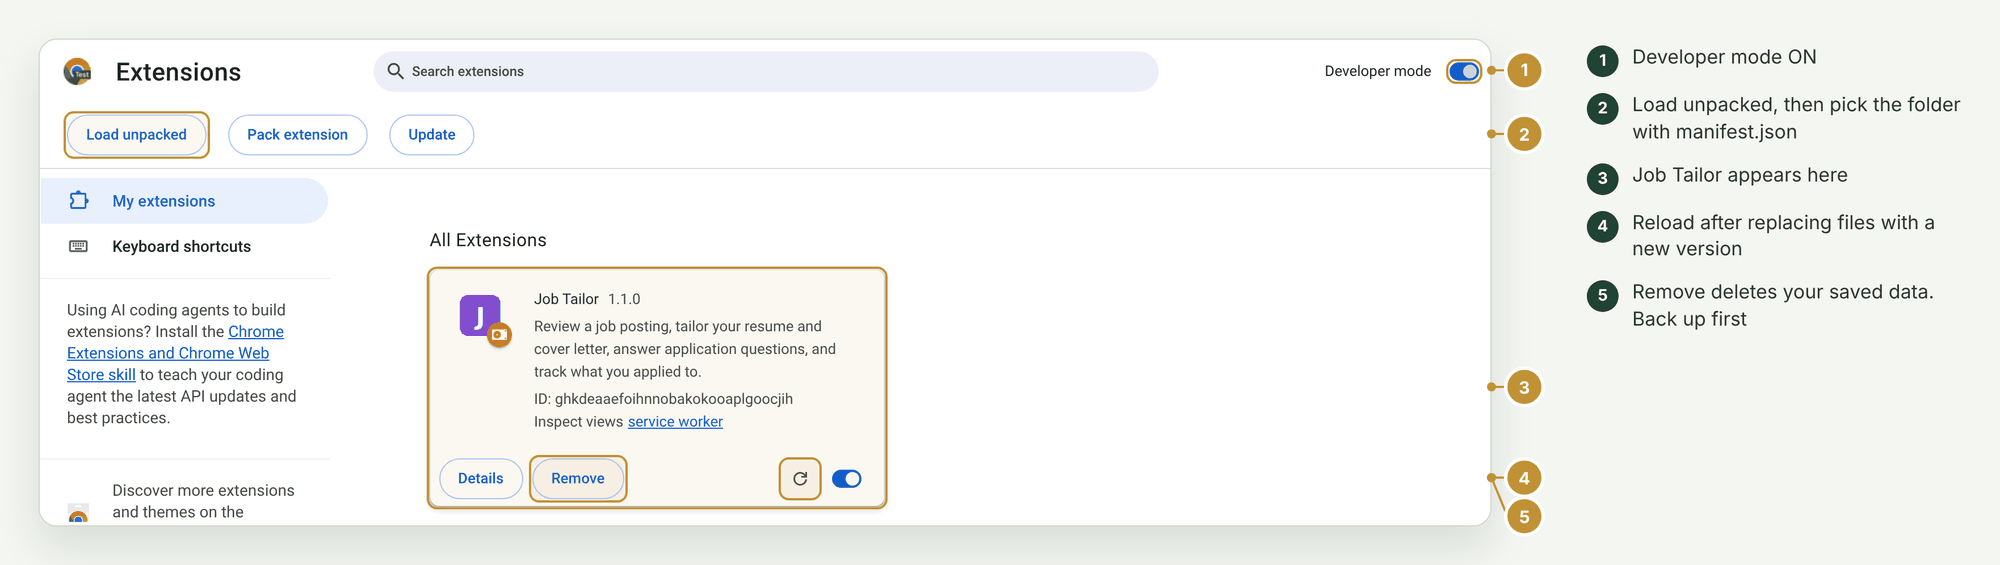 Test
Extensions
Search extensions
Developer mode
1
Load unpacked
Pack extension
Update
2
My extensions
Keyboard shortcuts
Using AI coding agents to build
extensions? Install the Chrome
Extensions and Chrome Web
Store skill to teach your coding
agent the latest API updates and
best practices.
Discover more extensions
and themes on the
All Extensions
J
Job Tailor 1.1.0
Review a job posting, tailor your resume and
cover letter, answer application questions, and
track what you applied to.
ID: ghkdeaaefoihnnobakokooaplgoocjih
Inspect views service worker
Details
Remove
3
4
5
1 Developer mode ON
2 Load unpacked, then pick the folder
with manifest.json
3 Job Tailor appears here
4 Reload after replacing files with a
new version
5 Remove deletes your saved data.
Back up first